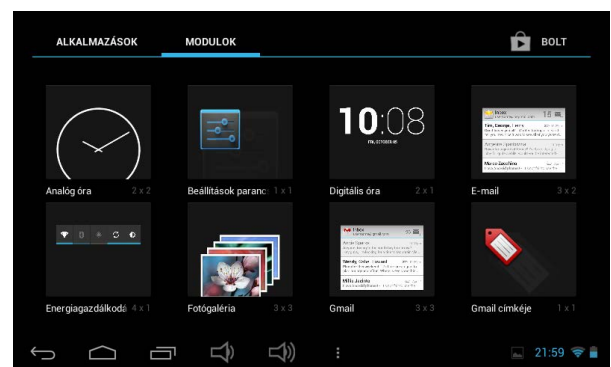 ALKALMAZÁSOK MODULOK BOLT
10:08
Analóg óra 2 x 2 Beállítások paranc 1 x 1 Digitális óra 2 x 1 E-mail 3 x 2
Energiagazdálkodá 4 x 1 Fotógaléria 3 x 3 Gmail 3 x 3 Gmail címkéje 1 x 1
21:59